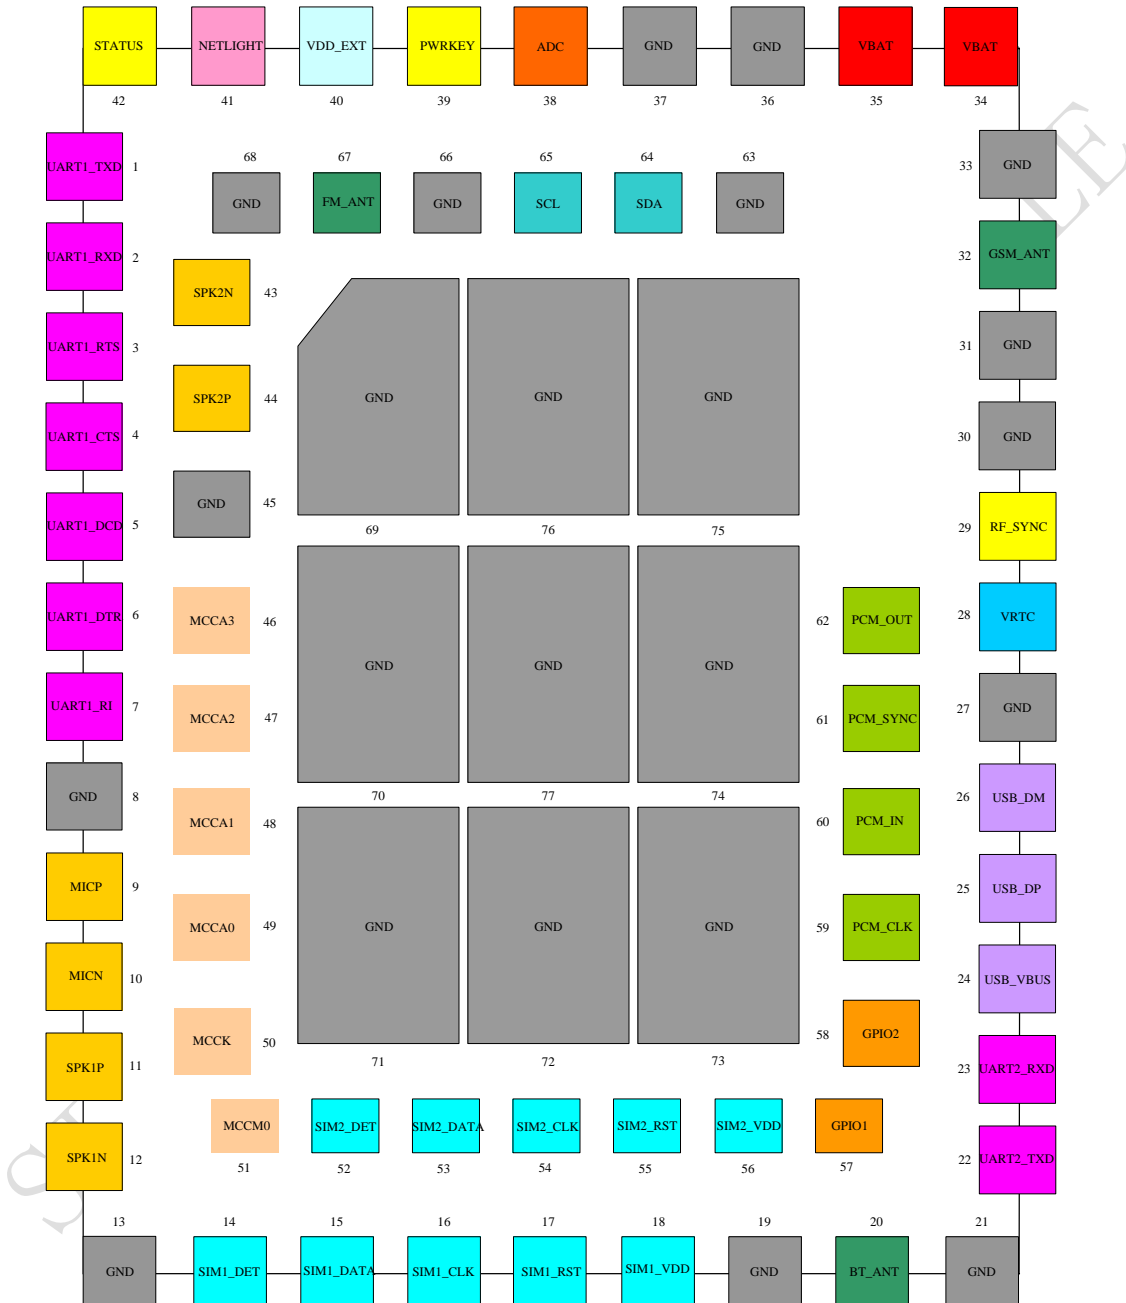 STATUS NETLIGHT VDD_EXT PWRKEY ADC GND GND VBAT VBAT
42 41 40 39 38 37 36 35 34
UART1_TXD 1
68 67 66 65 64 63
33 GND
GND FM_ANT GND SCL SDA GND
UART1_RXD 2
32 GSM_ANT
SPK2N 43
UART1_RTS 3
31 GND
GND GND GND
SPK2P 44
UART1_CTS 4
30 GND
GND 45
UART1_DCD 5
29 RF_SYNC
69 76 75
UART1_DTR 6
MCCA3 46
62 PCM_OUT
28 VRTC
GND GND GND
UART1_RI 7
MCCA2 47
61 PCM_SYNC
27 GND
70 77 74
GND 8
26 USB_DM
MCCA1 48
60 PCM_IN
MICP 9
25 USB_DP
MCCA0 49
GND GND GND
59 PCM_CLK
MICN 10
24 USB_VBUS
MCCK 50
58 GPIO2
71 72 73
SPK1P 11
23 UART2_RXD
MCCM0 SIM2_DET SIM2_DATA SIM2_CLK SIM2_RST SIM2_VDD GPIO1
51 52 53 54 55 56 57
SPK1N 12
22 UART2_TXD
13 14 15 16 17 18 19 20 21
GND SIM1_DET SIM1_DATA SIM1_CLK SIM1_RST SIM1_VDD GND BT_ANT GND